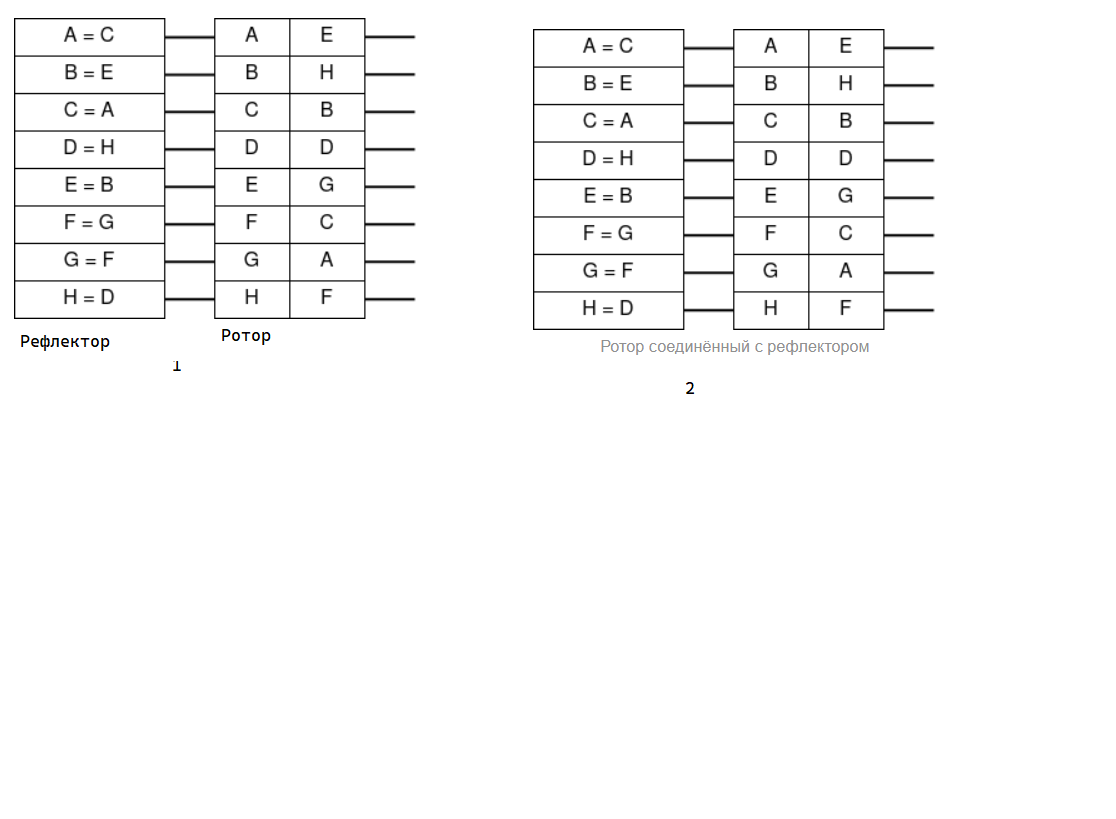 A = C A E
B = E B H
C = A C B
D = H D D
E = B E G
F = G F C
G = F G A
H = D H F
Рефлектор Ротор
1
A = C A E
B = E B H
C = A C B
D = H D D
E = B E G
F = G F C
G = F G A
H = D H F
Ротор соединённый с рефлектором
2